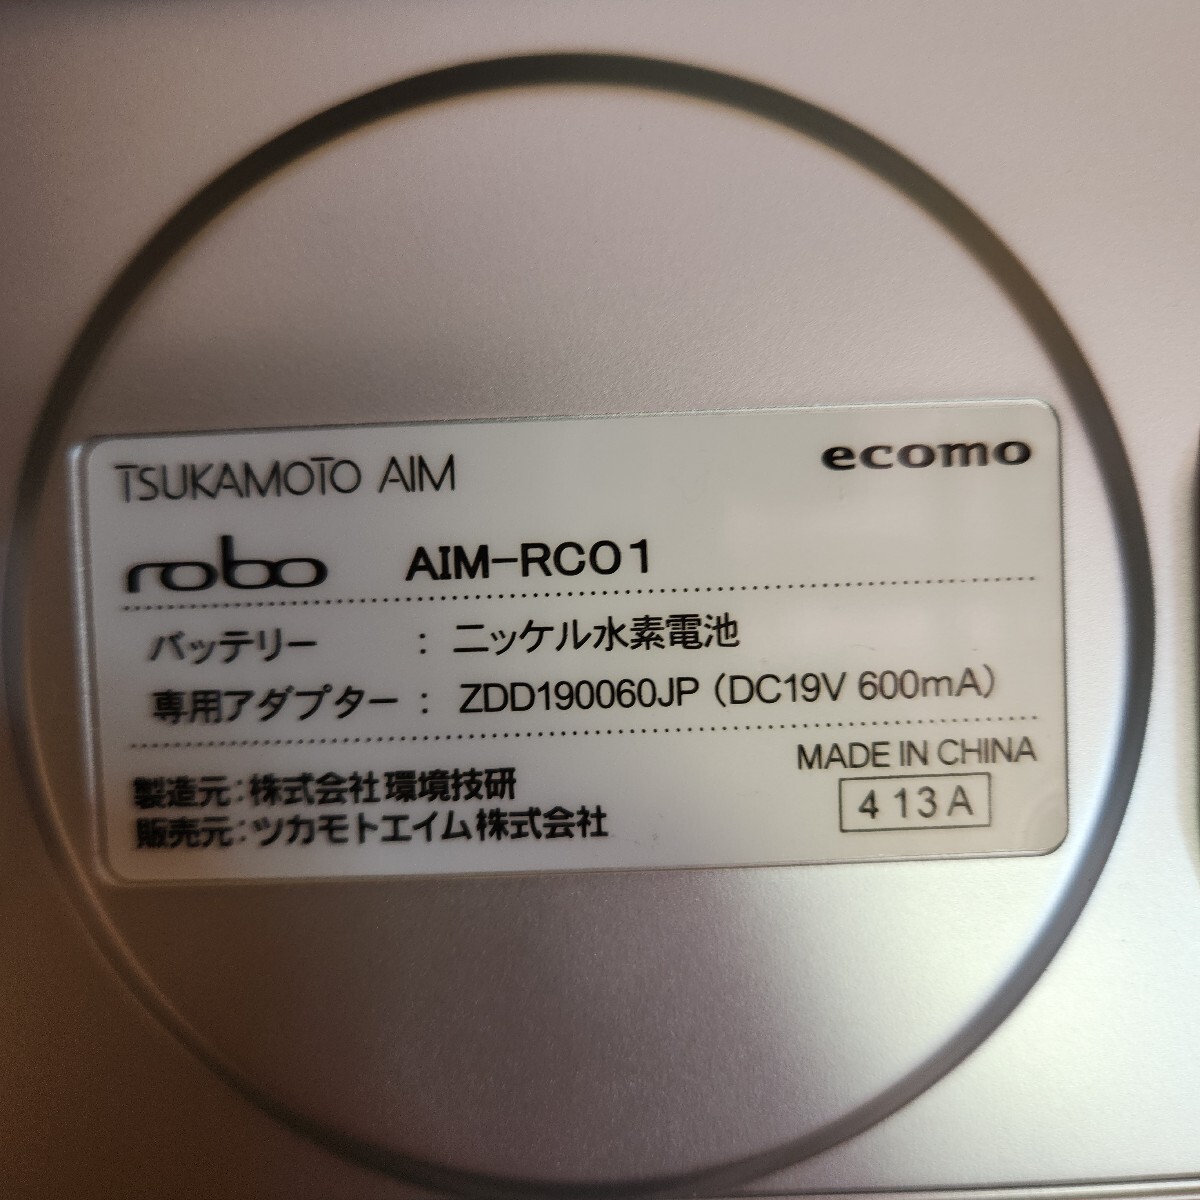 TSUKAMOTO AIM ecomo
robo AIM-RC01
バッテリー : ニッケル水素電池
専用アダプター : ZDD190060JP (DC19V 600mA)
MADE IN CHINA
製造元:株式会社環境技研
413A
販売元:ツカモトエイム株式会社